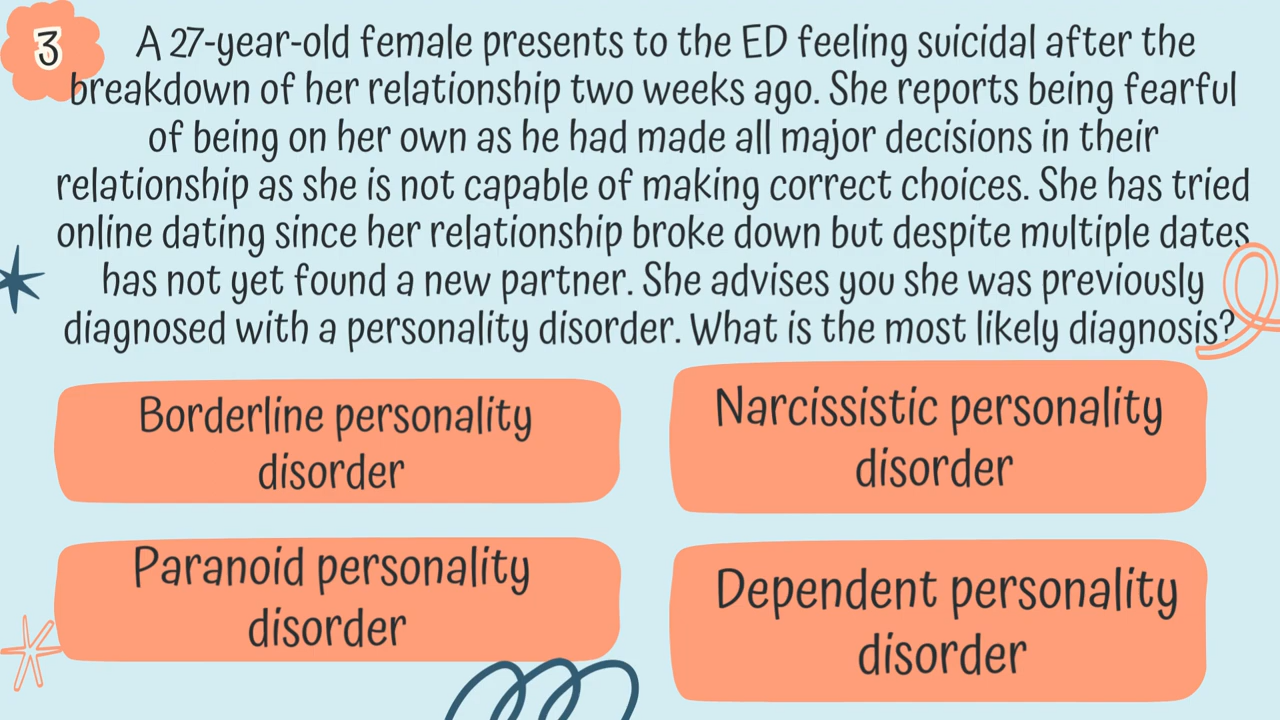 3
A 27-year-old female presents to the ED feeling suicidal after the
breakdown of her relationship two weeks ago. She reports being fearful
of being on her own as he had made all major decisions in their
relationship as she is not capable of making correct choices. She has tried
online dating since her relationship broke down but despite multiple dates
has not yet found a new partner. She advises you she was previously
diagnosed with a personality disorder. What is the most likely diagnosis?
Borderline personality
disorder
Narcissistic personality
disorder
Paranoid personality
disorder
Dependent personality
disorder